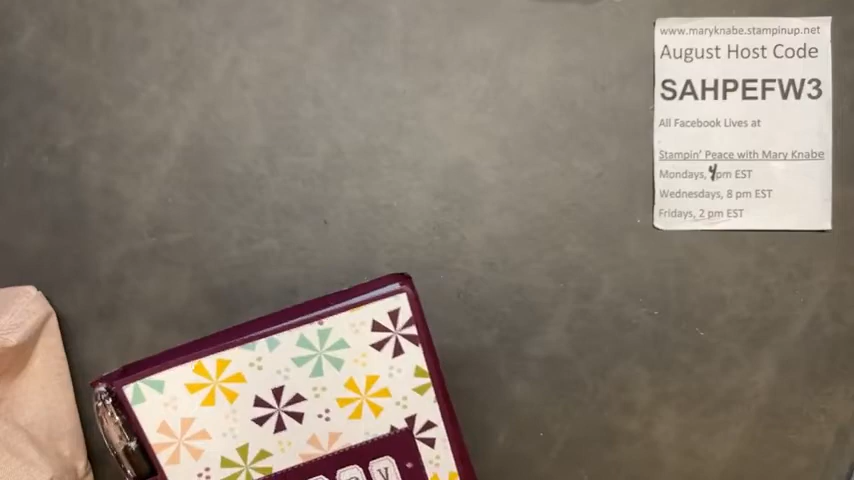 www.maryknabe.stampinup.net
August Host Code
SAHPEFW3
All Facebook Lives at
Stampin' Peace with Mary Knabe
Mondays, 4pm EST
Wednesdays, 8 pm EST
Fridays, 2 pm EST